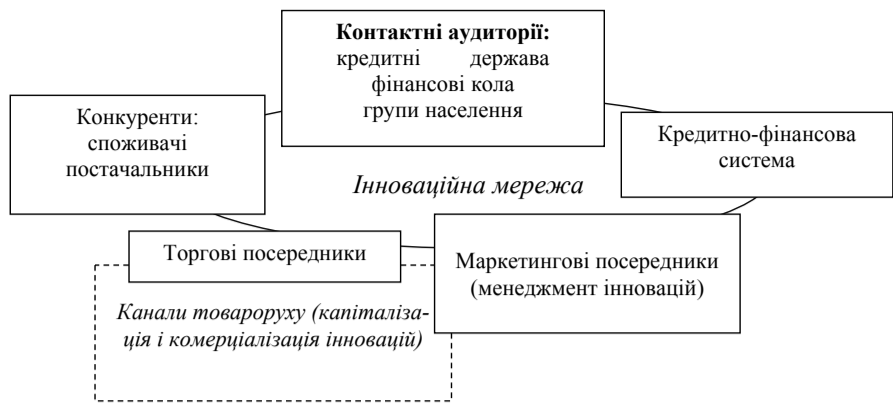 Контактні аудиторії:
кредитні держава
фінансові кола
групи населення
Конкуренти:
споживачі
постачальники
Кредитно-фінансова
система
Інноваційна мережа
Торгові посередники
Маркетингові посередники
(менеджмент інновацій)
Канали товароруху (капіталіза-
ція і комерціалізація інновацій)